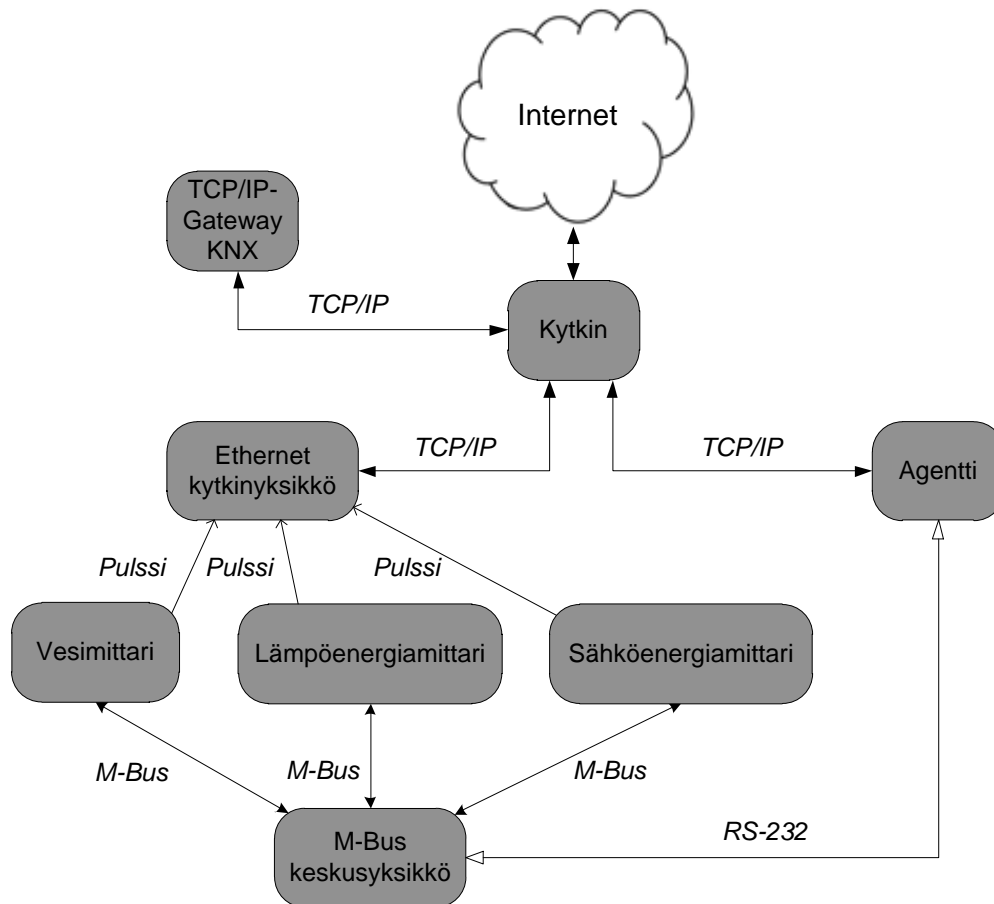 Internet
TCP/IP-
Gateway
KNX
TCP/IP
Kytkin
Ethernet
kytkinyksikkö
TCP/IP
TCP/IP
Agentti
Pulssi
Pulssi
Pulssi
Vesimittari
Lämpöenergiamittari
Sähköenergiamittari
M-Bus
M-Bus
M-Bus
M-Bus
keskusyksikkö
RS-232